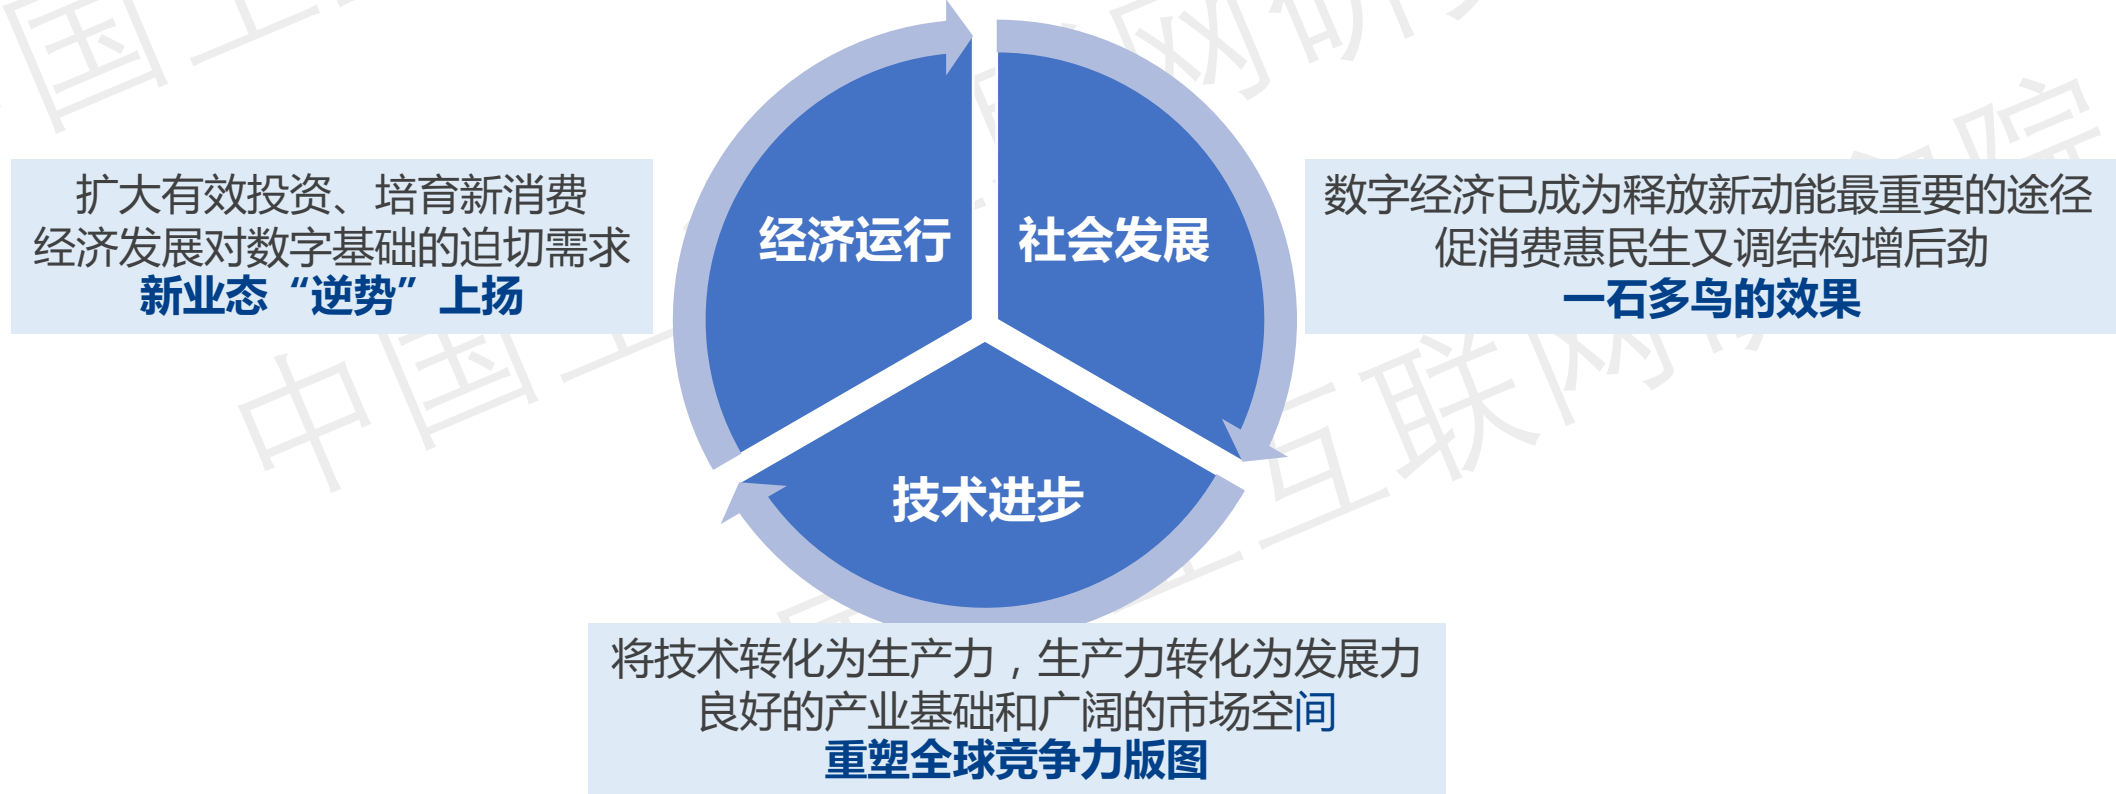 扩大有效投资、培育新消费
经济发展对数字基础的迫切需求
新业态“逆势”上扬
经济运行
社会发展
数字经济已成为释放新动能最重要的途径
促消费惠民生又调结构增后劲
一石多鸟的效果
技术进步
将技术转化为生产力，生产力转化为发展力
良好的产业基础和广阔的市场空间
重塑全球竞争力版图